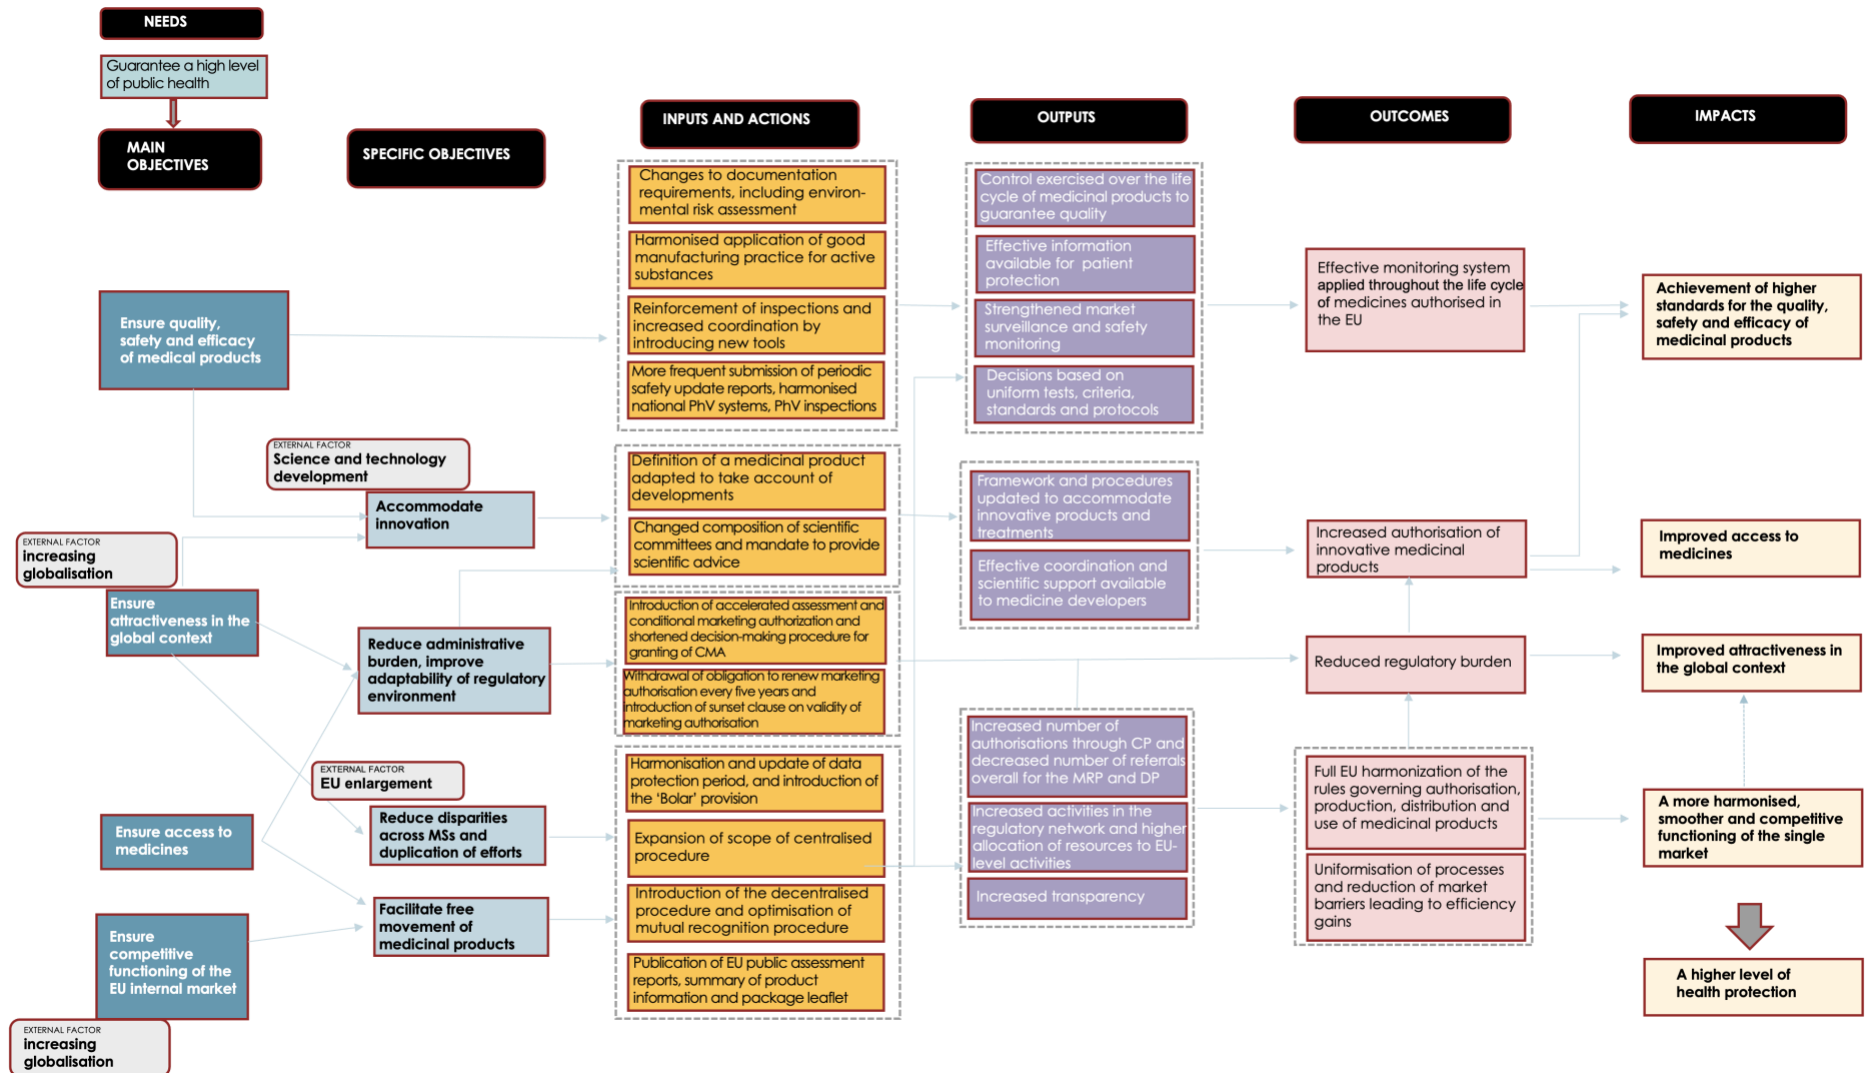 NEEDS
Guarantee a high level
of public health
MAIN
OBJECTIVES
SPECIFIC OBJECTIVES
INPUTS AND ACTIONS
OUTPUTS
OUTCOMES
IMPACTS
Ensure quality,
safety and efficacy
of medical products
EXTERNAL FACTOR
increasing
globalisation
Ensure
attractiveness in the
global context
Ensure access to
medicines
Ensure
competitive
functioning of the
EU internal market
EXTERNAL FACTOR
increasing
globalisation
EXTERNAL FACTOR
Science and technology
development
Accommodate
innovation
Reduce administrative
burden, improve
adaptability of regulatory
environment
EXTERNAL FACTOR
EU enlargement
Reduce disparities
across MSs and
duplication of efforts
Facilitate free
movement of
medicinal products
Changes to documentation
requirements, including environ-
mental risk assessment
Harmonised application of good
manufacturing practice for active
substances
Reinforcement of inspections and
increased coordination by
introducing new tools
More frequent submission of periodic
safety update reports, harmonised
national PhV systems, PhV inspections
Definition of a medicinal product
adapted to take account of
developments
Changed composition of scientific
committees and mandate to provide
scientific advice
Introduction of accelerated assessment and
conditional marketing authorization and
shortened decision-making procedure for
granting of CMA
Withdrawal of obligation to renew marketing
authorisation every five years and
introduction of sunset clause on validity of
marketing authorisation
Harmonisation and update of data
protection period, and introduction of
the ‘Bolar’ provision
Expansion of scope of centralised
procedure
Introduction of the decentralised
procedure and optimisation of
mutual recognition procedure
Publication of EU public assessment
reports, summary of product
information and package leaflet
Control exercised over the life
cycle of medicinal products to
guarantee quality
Effective information
available for patient
protection
Strengthened market
surveillance and safety
monitoring
Decisions based on
uniform tests, criteria,
standards and protocols
Framework and procedures
updated to accommodate
innovative products and
treatments
Effective coordination and
scientific support available
to medicine developers
Increased number of
authorisations through CP and
decreased number of referrals
overall for the MRP and DP
Increased activities in the
regulatory network and higher
allocation of resources to EU-
level activities
Increased transparency
Effective monitoring system
applied throughout the life cycle
of medicines authorised in
the EU
Increased authorisation of
innovative medicinal
products
Reduced regulatory burden
Full EU harmonization of the
rules governing authorisation,
production, distribution and
use of medicinal products
Uniformisation of processes
and reduction of market
barriers leading to efficiency
gains
Achievement of higher
standards for the quality,
safety and efficacy of
medicinal products
Improved access to
medicines
Improved attractiveness in
the global context
A more harmonised,
smoother and competitive
functioning of the single
market
A higher level of
health protection